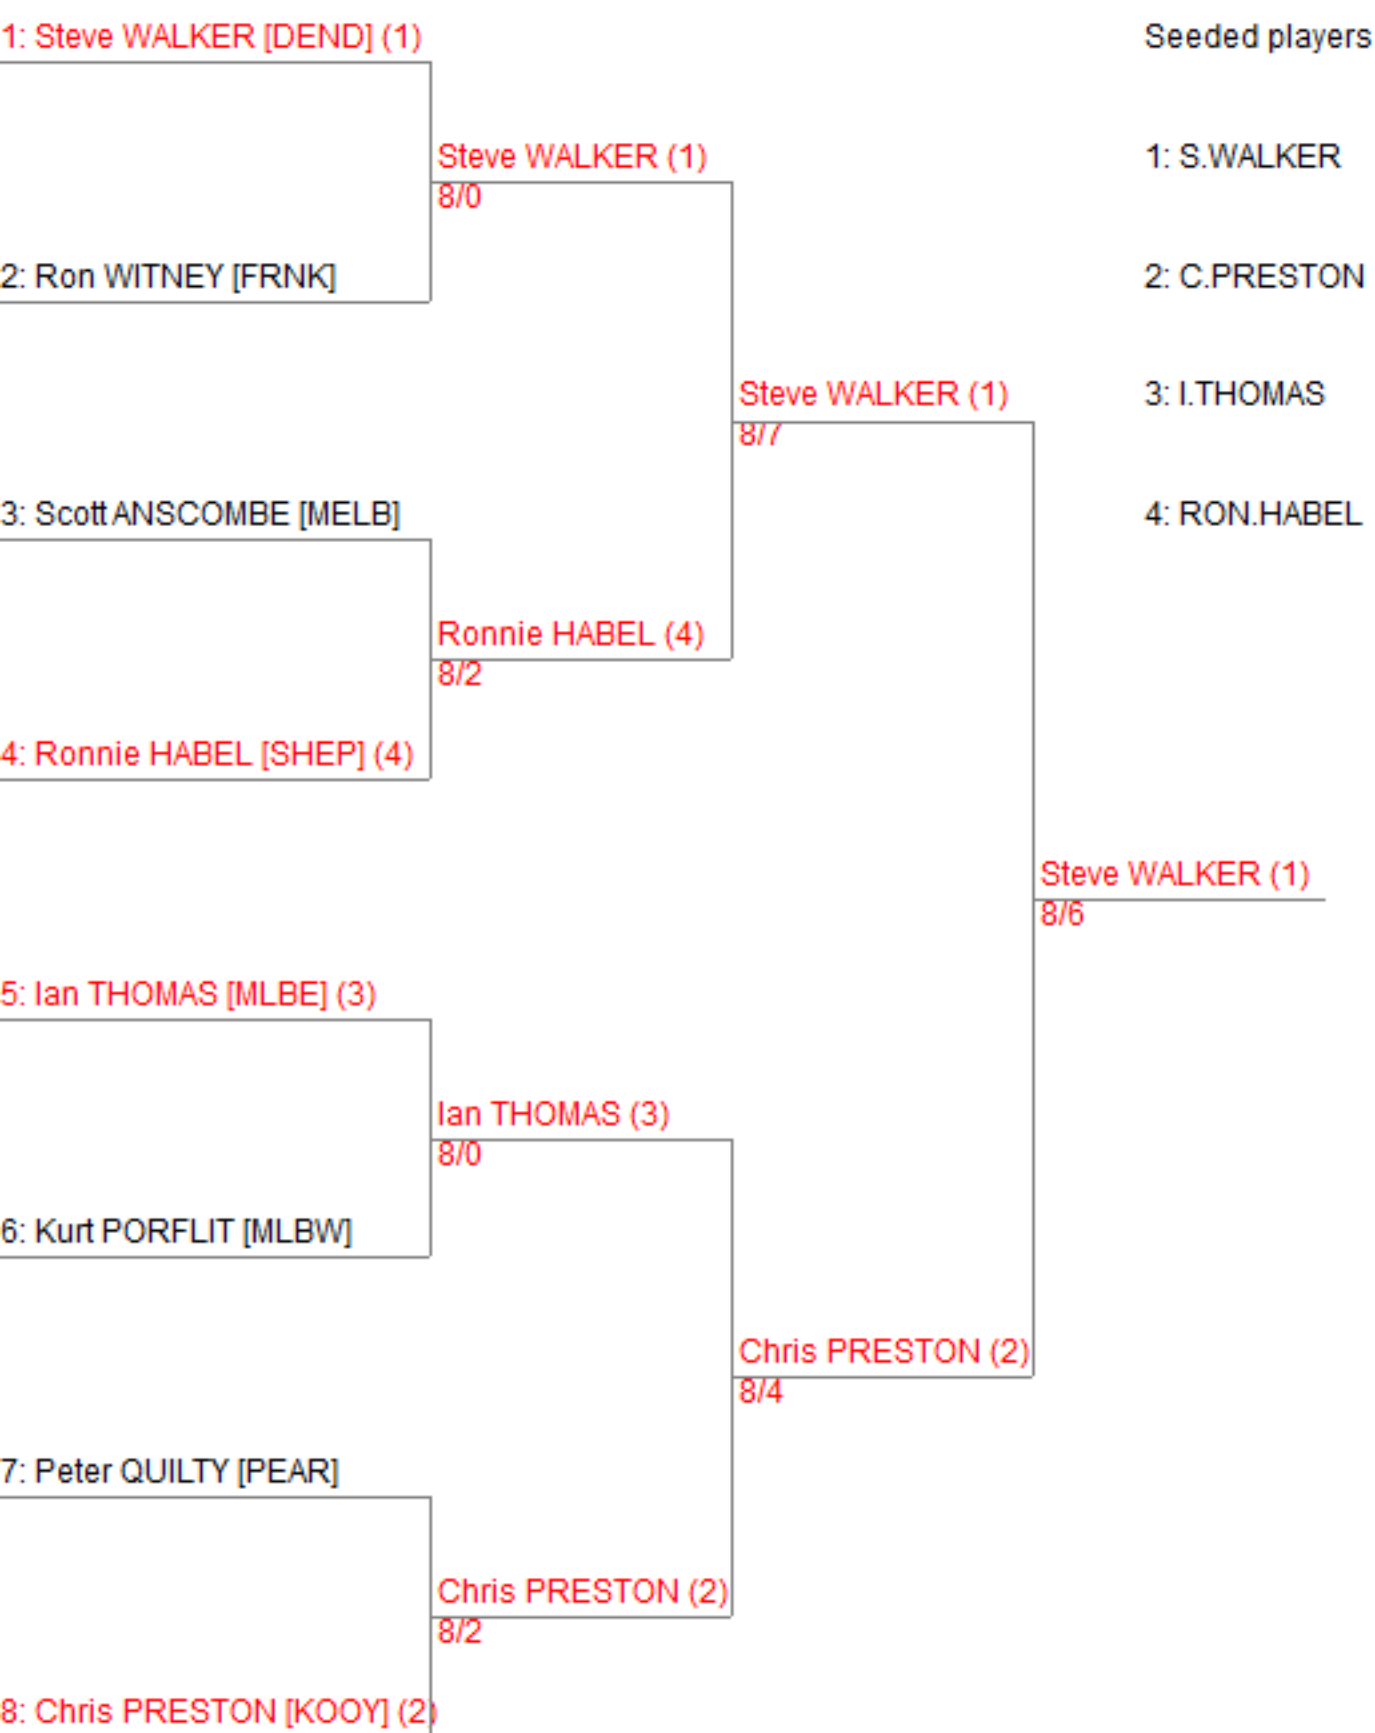 1: Steve WALKER [DEND] (1)
Seeded players
Steve WALKER (1)
1: S.WALKER
8/0
2: Ron WITNEY [FRNK]
2: C.PRESTON
Steve WALKER (1)
3: I.THOMAS
8/7
3: Scott ANSCOMBE [MELB]
4: RON.HABEL
Ronnie HABEL (4)
8/2
4: Ronnie HABEL [SHEP] (4)
Steve WALKER (1)
8/6
5: Ian THOMAS [MLBE] (3)
Ian THOMAS (3)
8/0
6: Kurt PORFLIT [MLBW]
Chris PRESTON (2)
8/4
7: Peter QUILTY [PEAR]
Chris PRESTON (2)
8/2
8: Chris PRESTON [KOOY] (2)